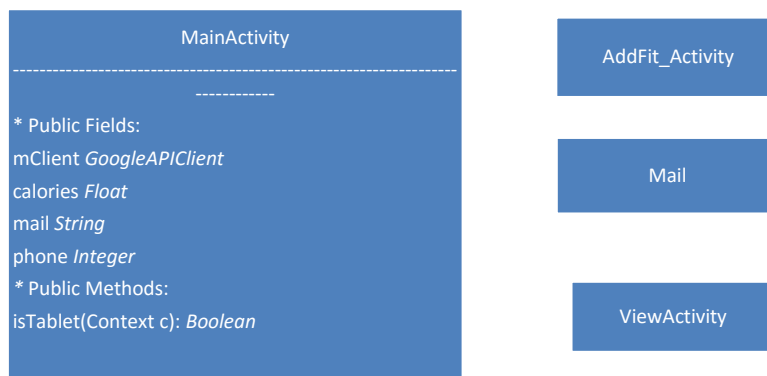 MainActivity
-------------------------------------------------------------------
------------
* Public Fields:
mClient GoogleAPIClient
calories Float
mail String
phone Integer
* Public Methods:
isTablet(Context c): Boolean
AddFit_Activity
Mail
ViewActivity